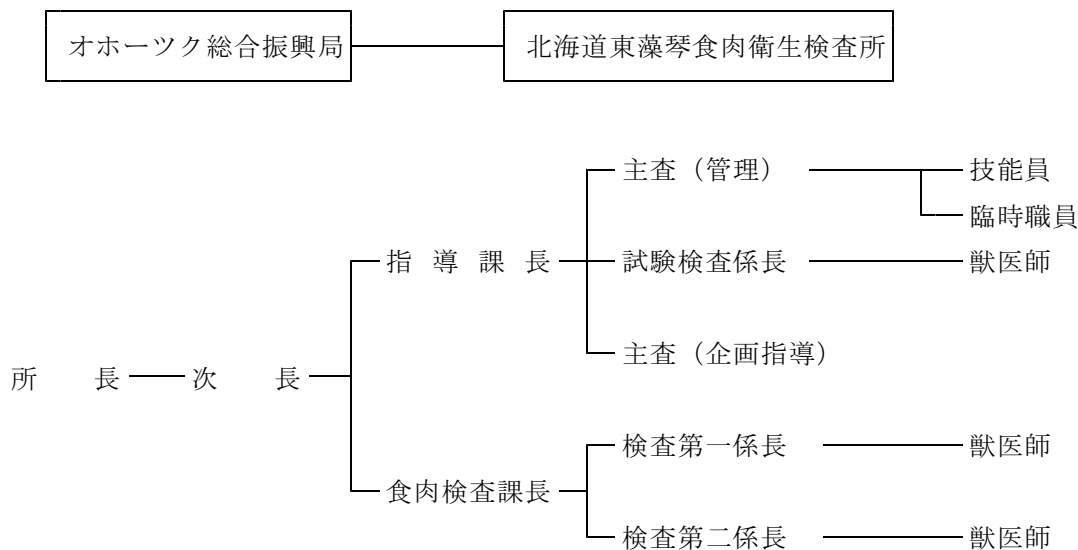 オホーツク総合振興局 北海道東藻琴食肉衛生検査所
主査（管理） 技能員
臨時職員
指導課長 試験検査係長 獣医師
主査（企画指導）
所長 次長
検査第一係長 獣医師
食肉検査課長
検査第二係長 獣医師